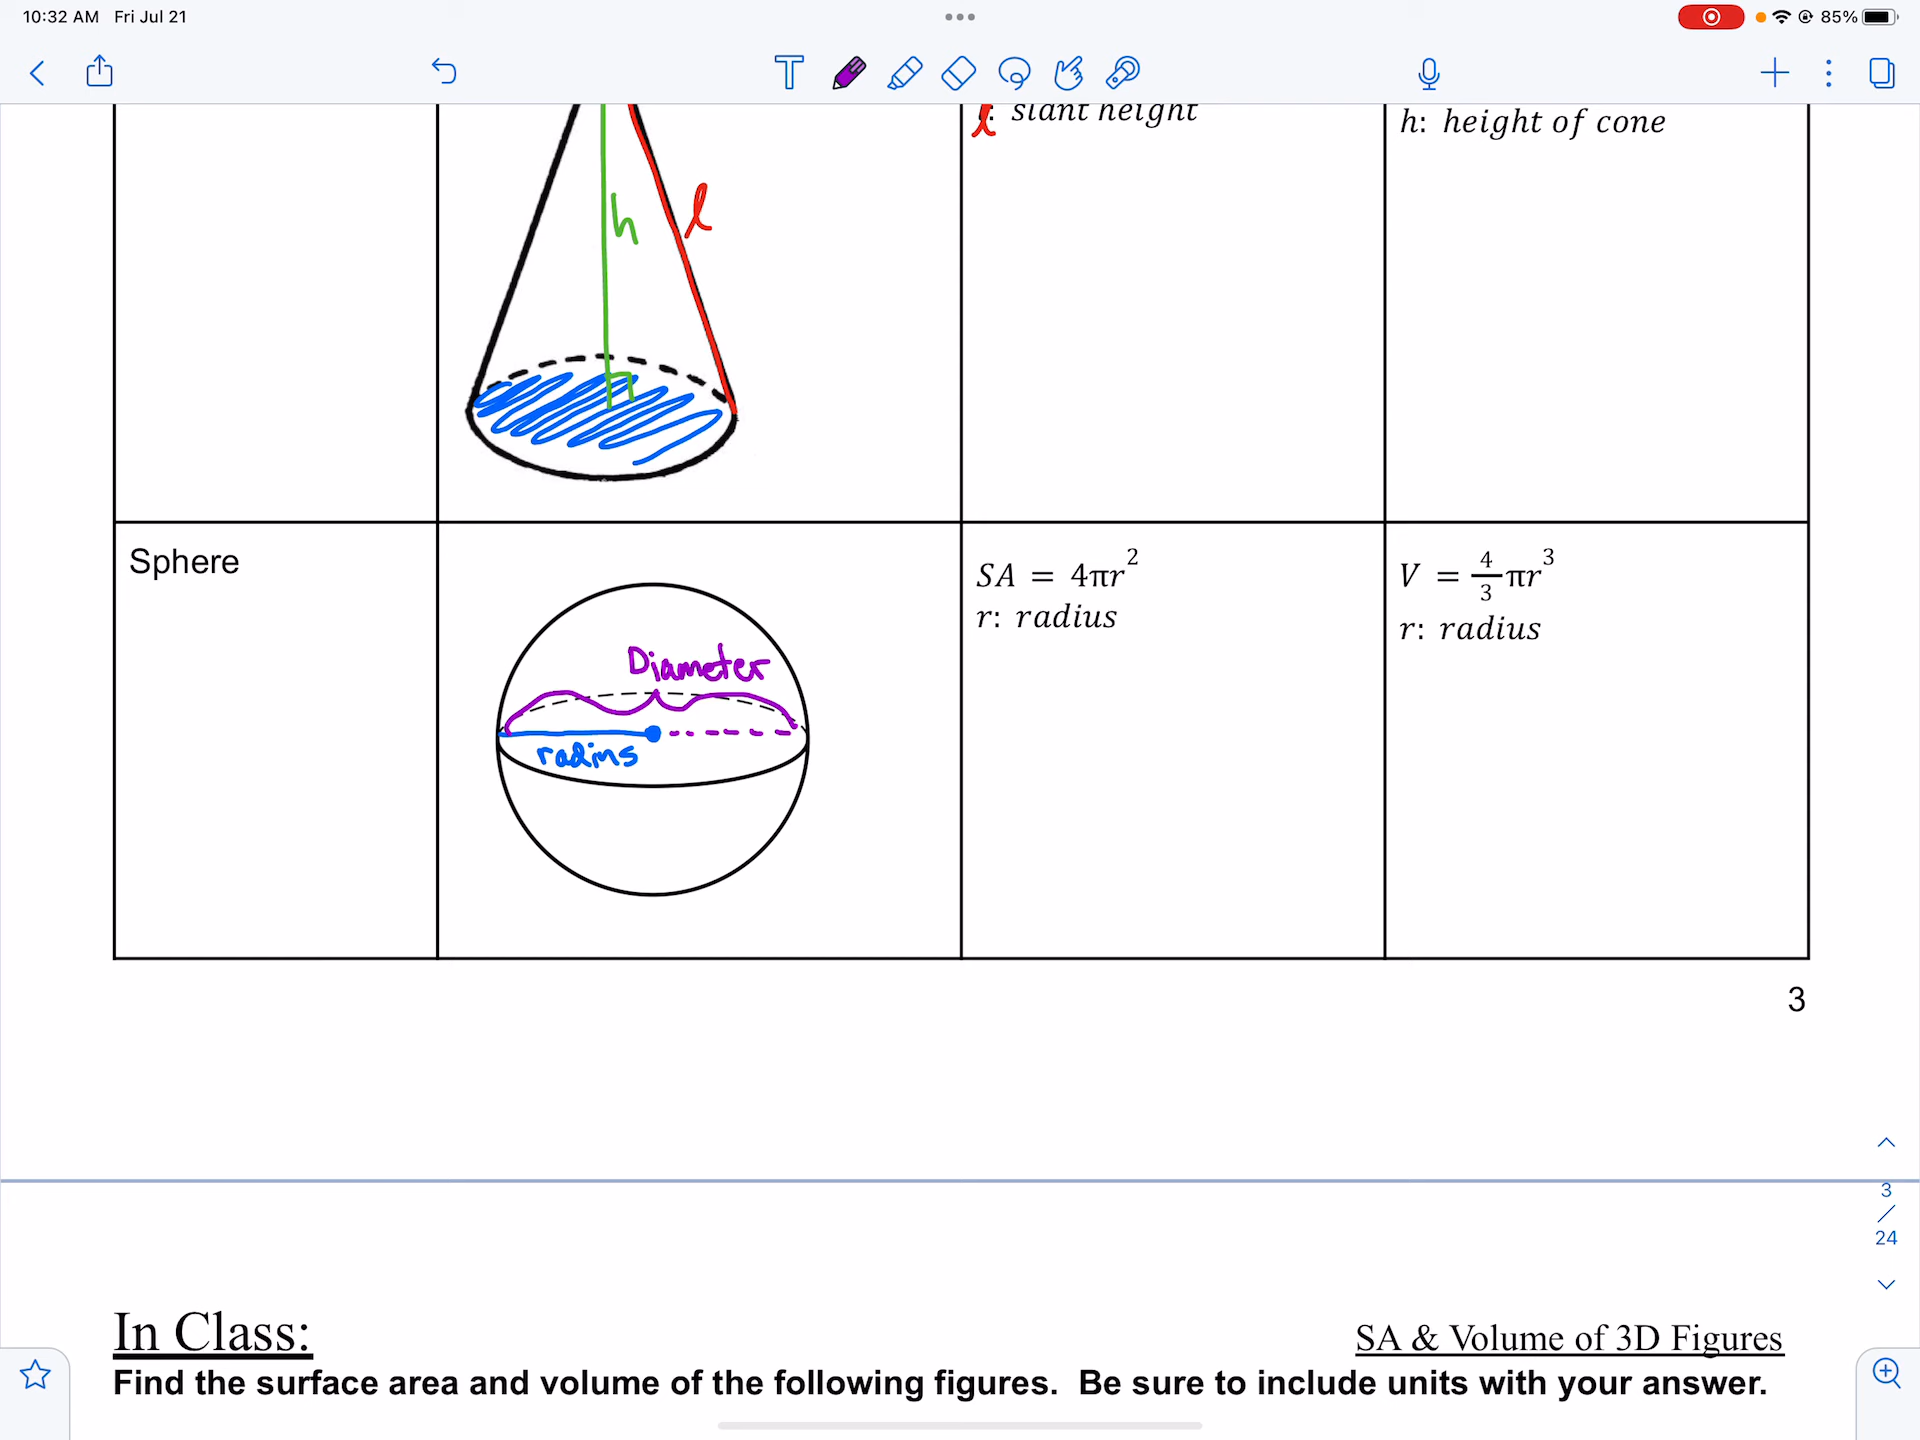 10:32 AM Fri Jul 21
85%
T
ℓ: slant height
h: height of cone
h
ℓ
Sphere
SA = 4πr²
r: radius
V = 4/3 πr³
r: radius
Diameter
radius
3
3
/
24
In Class:
SA & Volume of 3D Figures
Find the surface area and volume of the following figures. Be sure to include units with your answer.